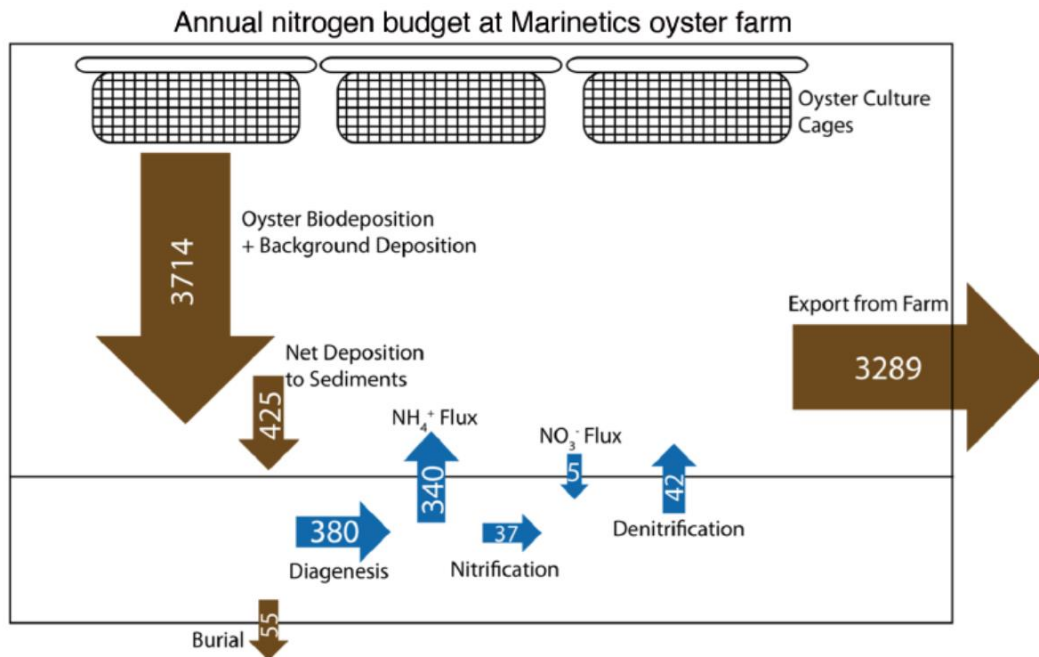 Annual nitrogen budget at Marinetics oyster farm
Oyster Culture
Cages
Oyster Biodeposition
+ Background Deposition
3714
Export from Farm
3289
Net Deposition
to Sediments
425
NH₄⁺ Flux
340
NO₃⁻ Flux
5
42
Denitrification
380
Diagenesis
37
Nitrification
Burial
55